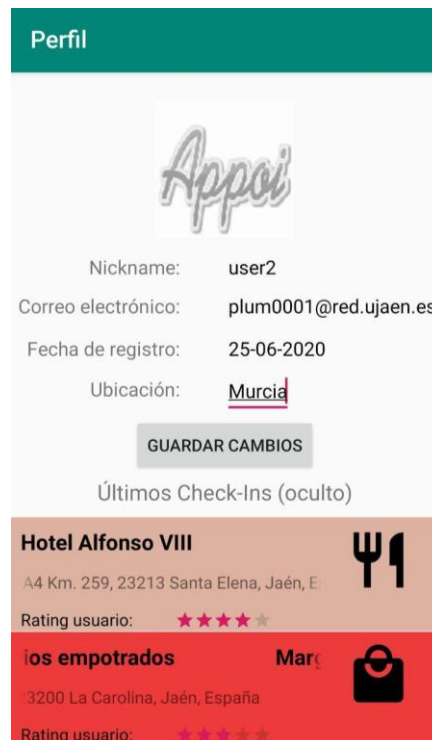 Perfil
Appoi
Nickname: user2
Correo electrónico: plum0001@red.ujaen.es
Fecha de registro: 25-06-2020
Ubicación: Murcia
GUARDAR CAMBIOS
Últimos Check-Ins (oculto)
Hotel Alfonso VIII
A4 Km. 259, 23213 Santa Elena, Jaén, E
Rating usuario:
ios empotrados Marg
3200 La Carolina, Jaén, España
Rating usuario: